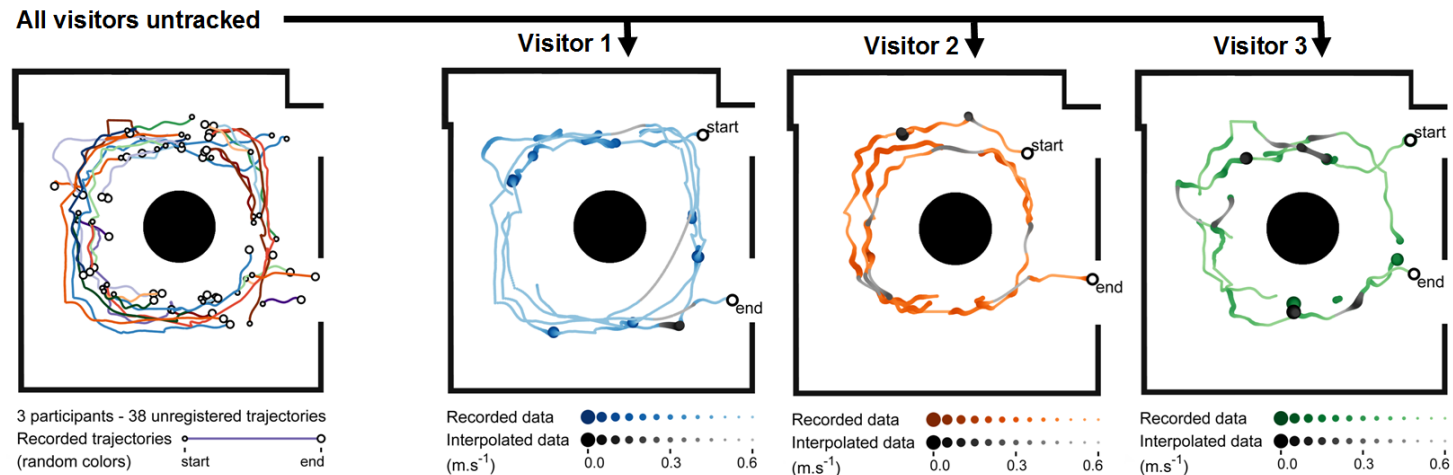 All visitors untracked
Visitor 1
Visitor 2
Visitor 3
start
end
start
end
start
end
3 participants - 38 unregistered trajectories
Recorded trajectories
(random colors)
start
end
Recorded data
Interpolated data
(m.s⁻¹)
0.0
0.3
0.6
Recorded data
Interpolated data
(m.s⁻¹)
0.0
0.3
0.6
Recorded data
Interpolated data
(m.s⁻¹)
0.0
0.3
0.6